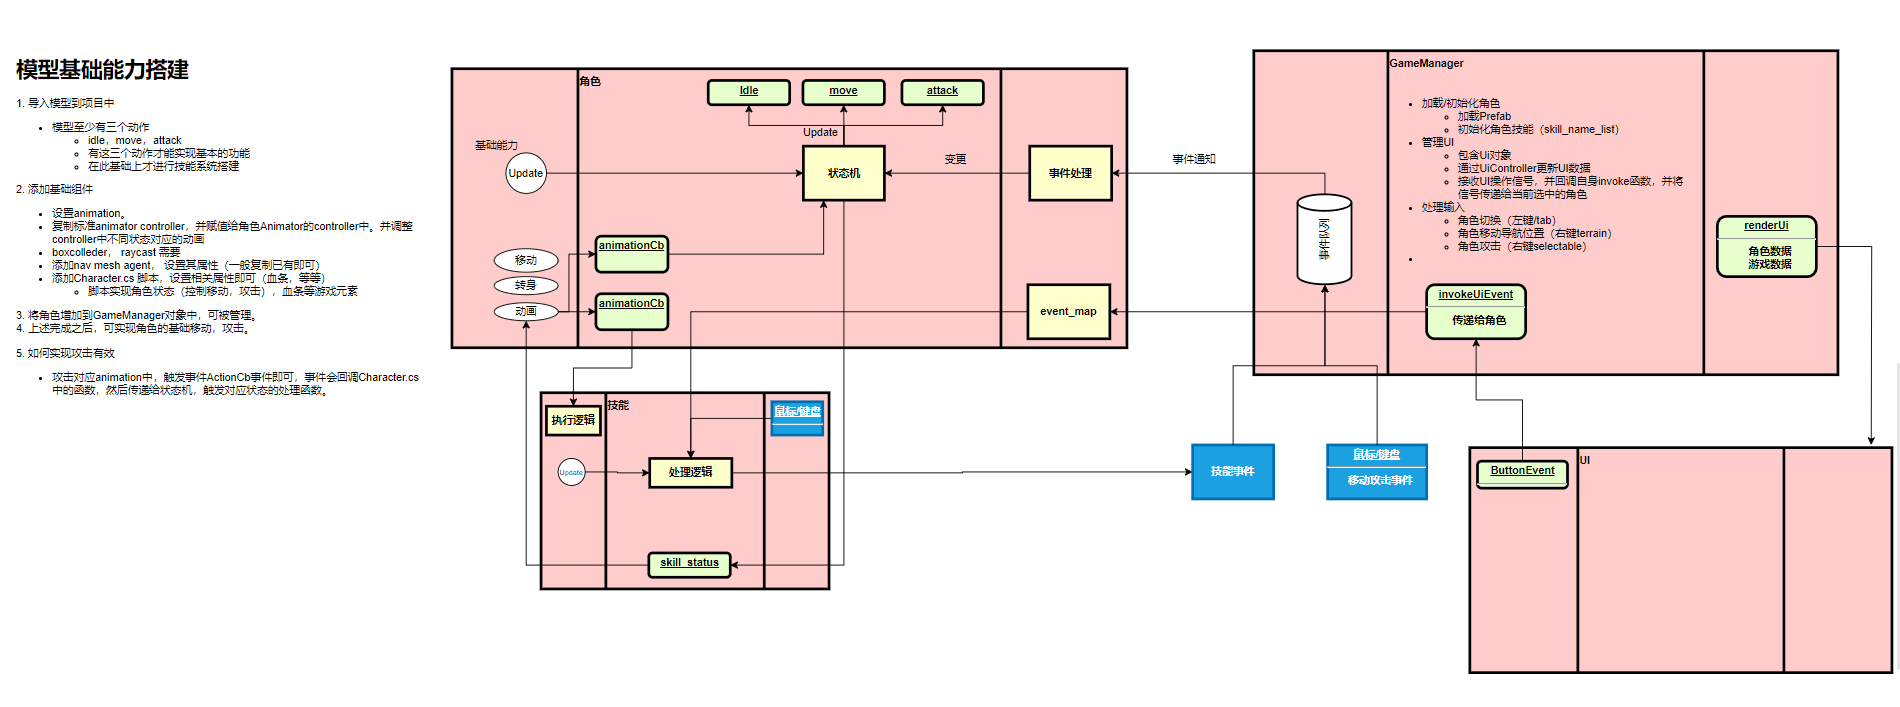 模型基础能力搭建
1. 导入模型到项目中
模型至少有三个动作
idle，move，attack
有这三个动作才能实现基本的功能
在此基础上才进行技能系统搭建
2. 添加基础组件
设置animation。
复制标准animator controller，并赋值给角色Animator的controller中。并调整
controller中不同状态对应的动画
boxcolleder， raycast 需要
添加nav mesh agent， 设置其属性（一般复制已有即可）
添加Character.cs 脚本，设置相关属性即可（血条，等等）
脚本实现角色状态（控制移动，攻击），血条等游戏元素
3. 将角色增加到GameManager对象中，可被管理。
4. 上述完成之后，可实现角色的基础移动，攻击。
5. 如何实现攻击有效
攻击对应animation中，触发事件ActionCb事件即可，事件会回调Character.cs
中的函数，然后传递给状态机，触发对应状态的处理函数。
角色
Idle
move
attack
Update
基础能力
Update
状态机
变更
事件处理
事件通知
移动
转身
动画
animationCb
animationCb
event_map
技能
执行逻辑
鼠标/键盘
Update
处理逻辑
skill_status
事件队列
GameManager
加载/初始化角色
加载Prefab
初始化角色技能（skill_name_list）
管理UI
包含Ui对象
通过UiController更新UI数据
接收UI操作信号，并回调自身invoke函数，并将
信号传递给当前选中的角色
处理输入
角色切换（左键/tab）
角色移动导航位置（右键terrain）
角色攻击（右键selectable）
invokeUiEvent
传递给角色
renderUi
角色数据
游戏数据
技能事件
鼠标/键盘
移动攻击事件
UI
ButtonEvent